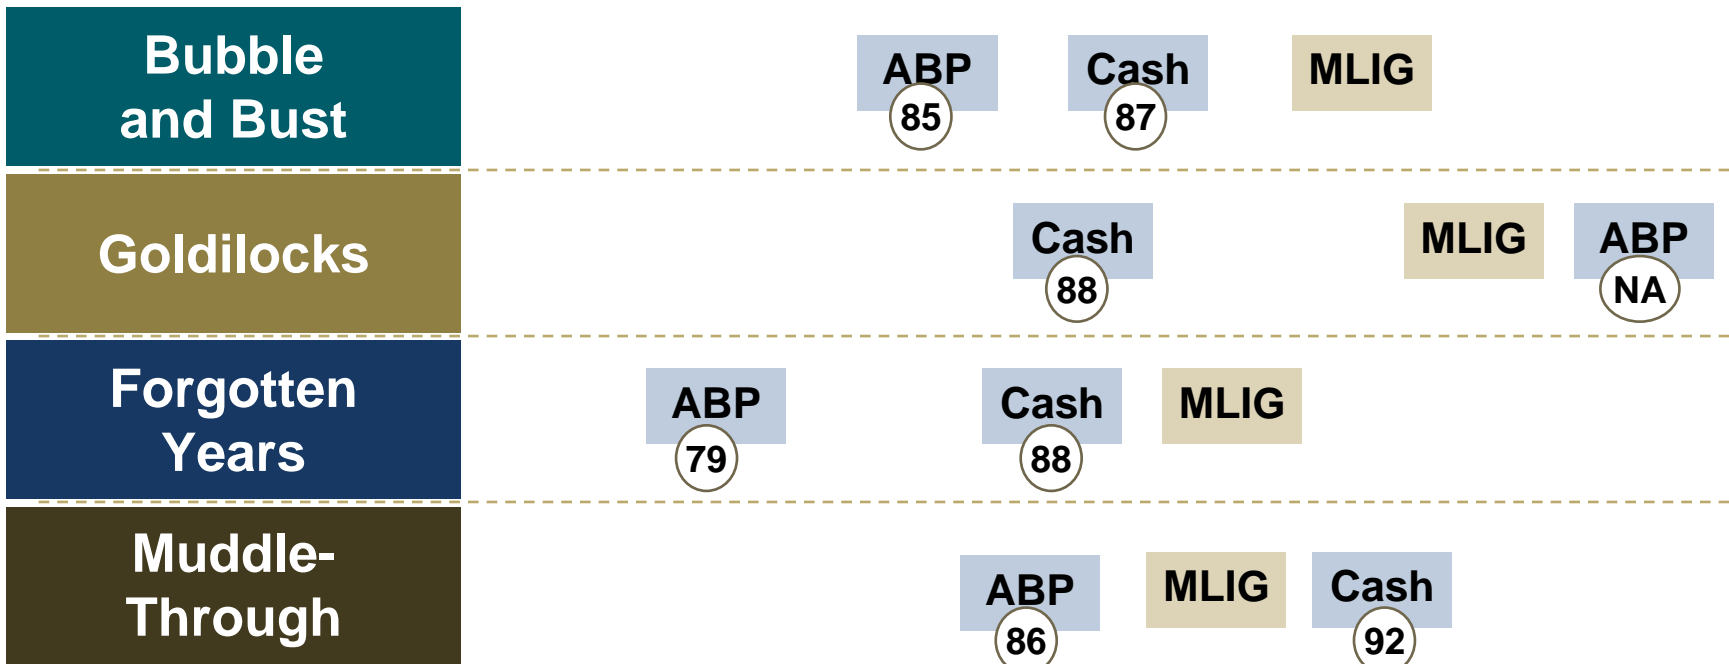 Bubble
and Bust
ABP
85
Cash
87
MLIG
Goldilocks
Cash
88
MLIG
ABP
NA
Forgotten
Years
ABP
79
Cash
88
MLIG
Muddle-
Through
ABP
86
MLIG
Cash
92